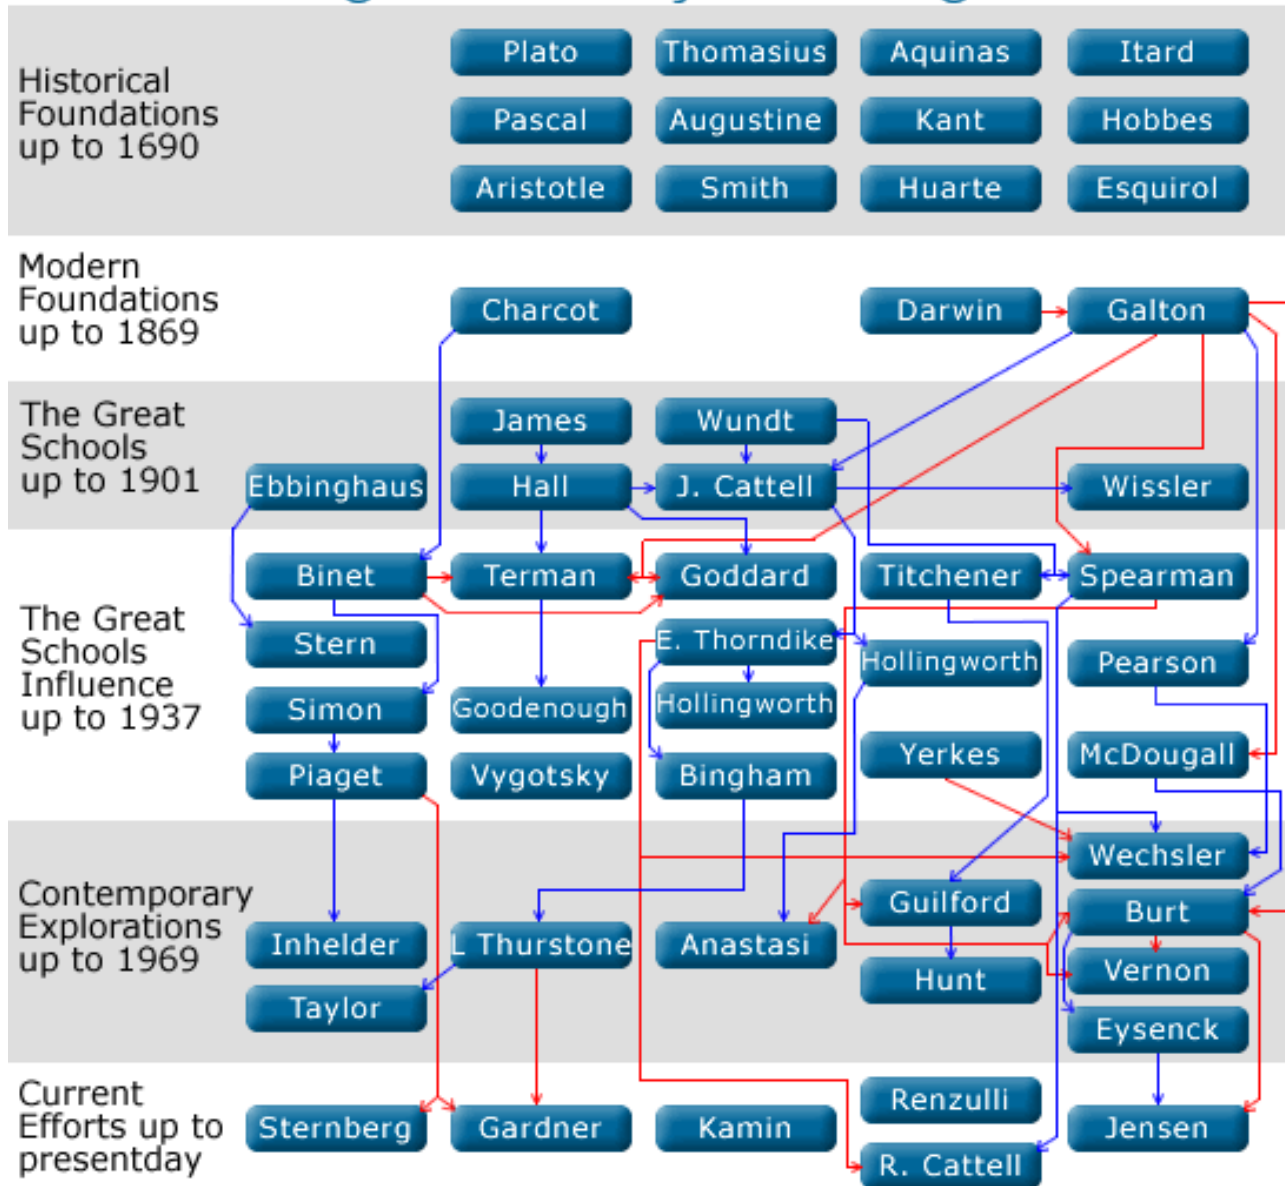 Historical
Foundations
up to 1690
Plato
Thomasius
Aquinas
Itard
Pascal
Augustine
Kant
Hobbes
Aristotle
Smith
Huarte
Esquirol
Modern
Foundations
up to 1869
Charcot
Darwin
Galton
The Great
Schools
up to 1901
James
Wundt
Ebbinghaus
Hall
J. Cattell
Wissler
The Great
Schools
Influence
up to 1937
Binet
Terman
Goddard
Titchener
Spearman
Stern
E. Thorndike
Hollingworth
Pearson
Simon
Goodenough
Hollingworth
Piaget
Vygotsky
Bingham
Yerkes
McDougall
Contemporary
Explorations
up to 1969
Wechsler
Guilford
Burt
Inhelder
L Thurstone
Anastasi
Hunt
Vernon
Taylor
Eysenck
Current
Efforts up to
presentday
Renzulli
Sternberg
Gardner
Kamin
R. Cattell
Jensen